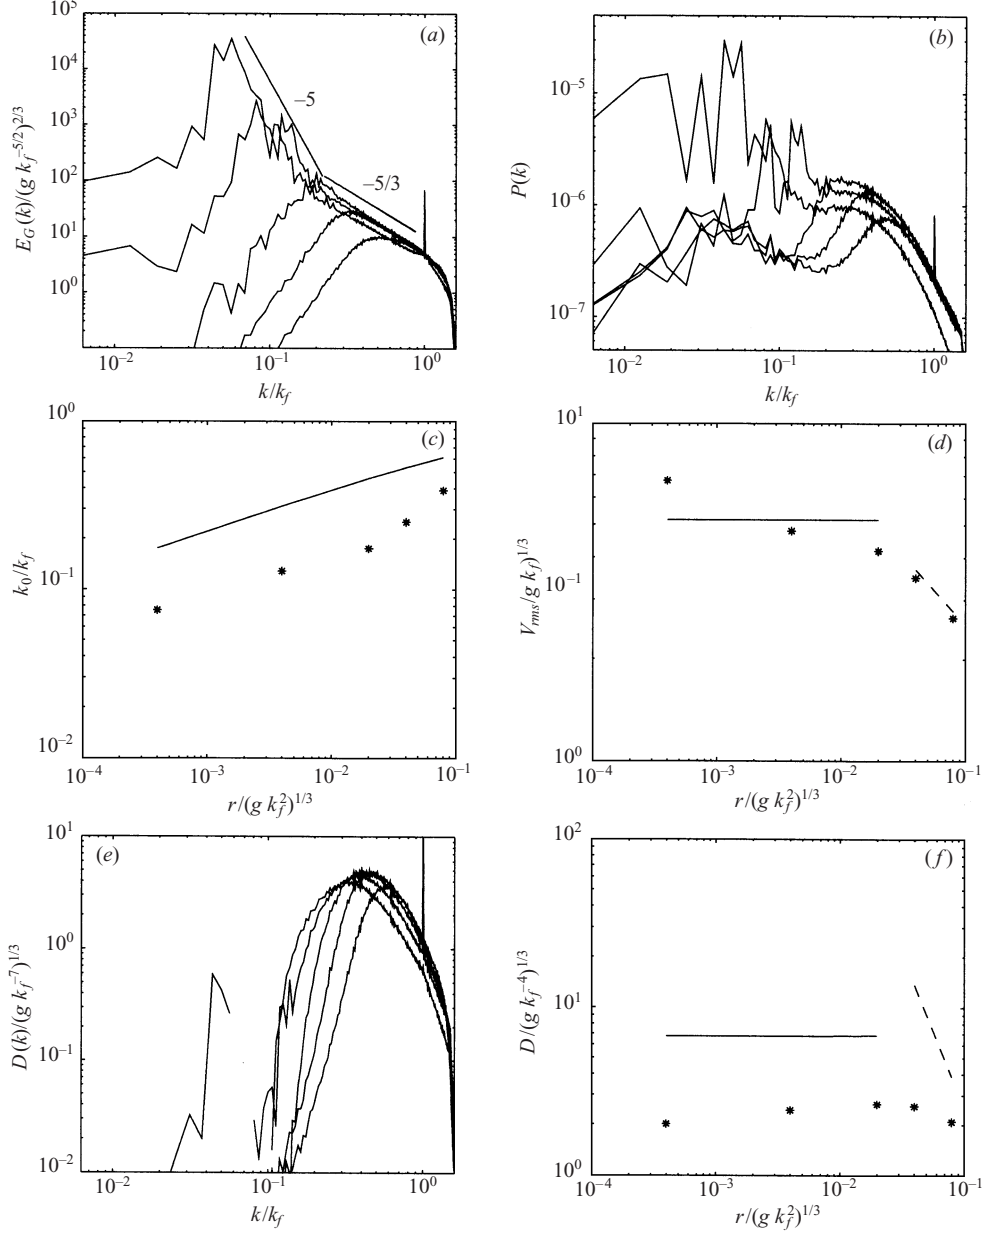 (a)
10^5
10^4
10^3
10^2
10^1
10^0
E_G(k)/(g k_f^{-5/2})^{2/3}
–5
–5/3
10^{-2}
10^{-1}
10^0
k/k_f
(b)
10^{-5}
10^{-6}
10^{-7}
P(k)
10^{-2}
10^{-1}
10^0
k/k_f
(c)
10^0
10^{-1}
10^{-2}
k_0/k_f
10^{-4}
10^{-3}
10^{-2}
10^{-1}
r/(g k_f^2)^{1/3}
(d)
10^1
10^{-1}
10^0
V_{rms}/g k_f)^{1/3}
10^{-4}
10^{-3}
10^{-2}
10^{-1}
r/(g k_f^2)^{1/3}
(e)
10^1
10^0
10^{-1}
10^{-2}
D(k)/(g k_f^{-7})^{1/3}
10^{-2}
10^{-1}
10^0
k/k_f
(f)
10^2
10^1
10^0
D/(g k_f^{-4})^{1/3}
10^{-4}
10^{-3}
10^{-2}
10^{-1}
r/(g k_f^2)^{1/3}